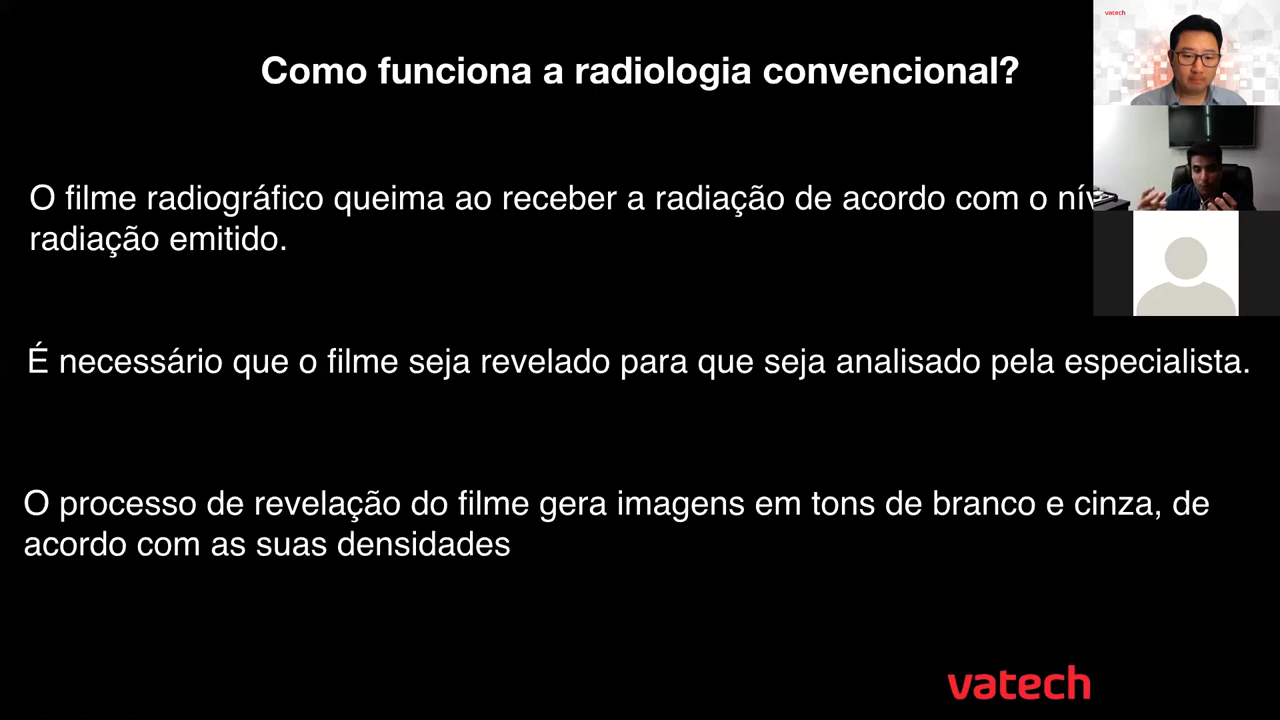 vatech
Como funciona a radiologia convencional?
O filme radiográfico queima ao receber a radiação de acordo com o
radiação emitido.
É necessário que o filme seja revelado para que seja analisado pela especialista.
O processo de revelação do filme gera imagens em tons de branco e cinza, de
acordo com as suas densidades
vatech